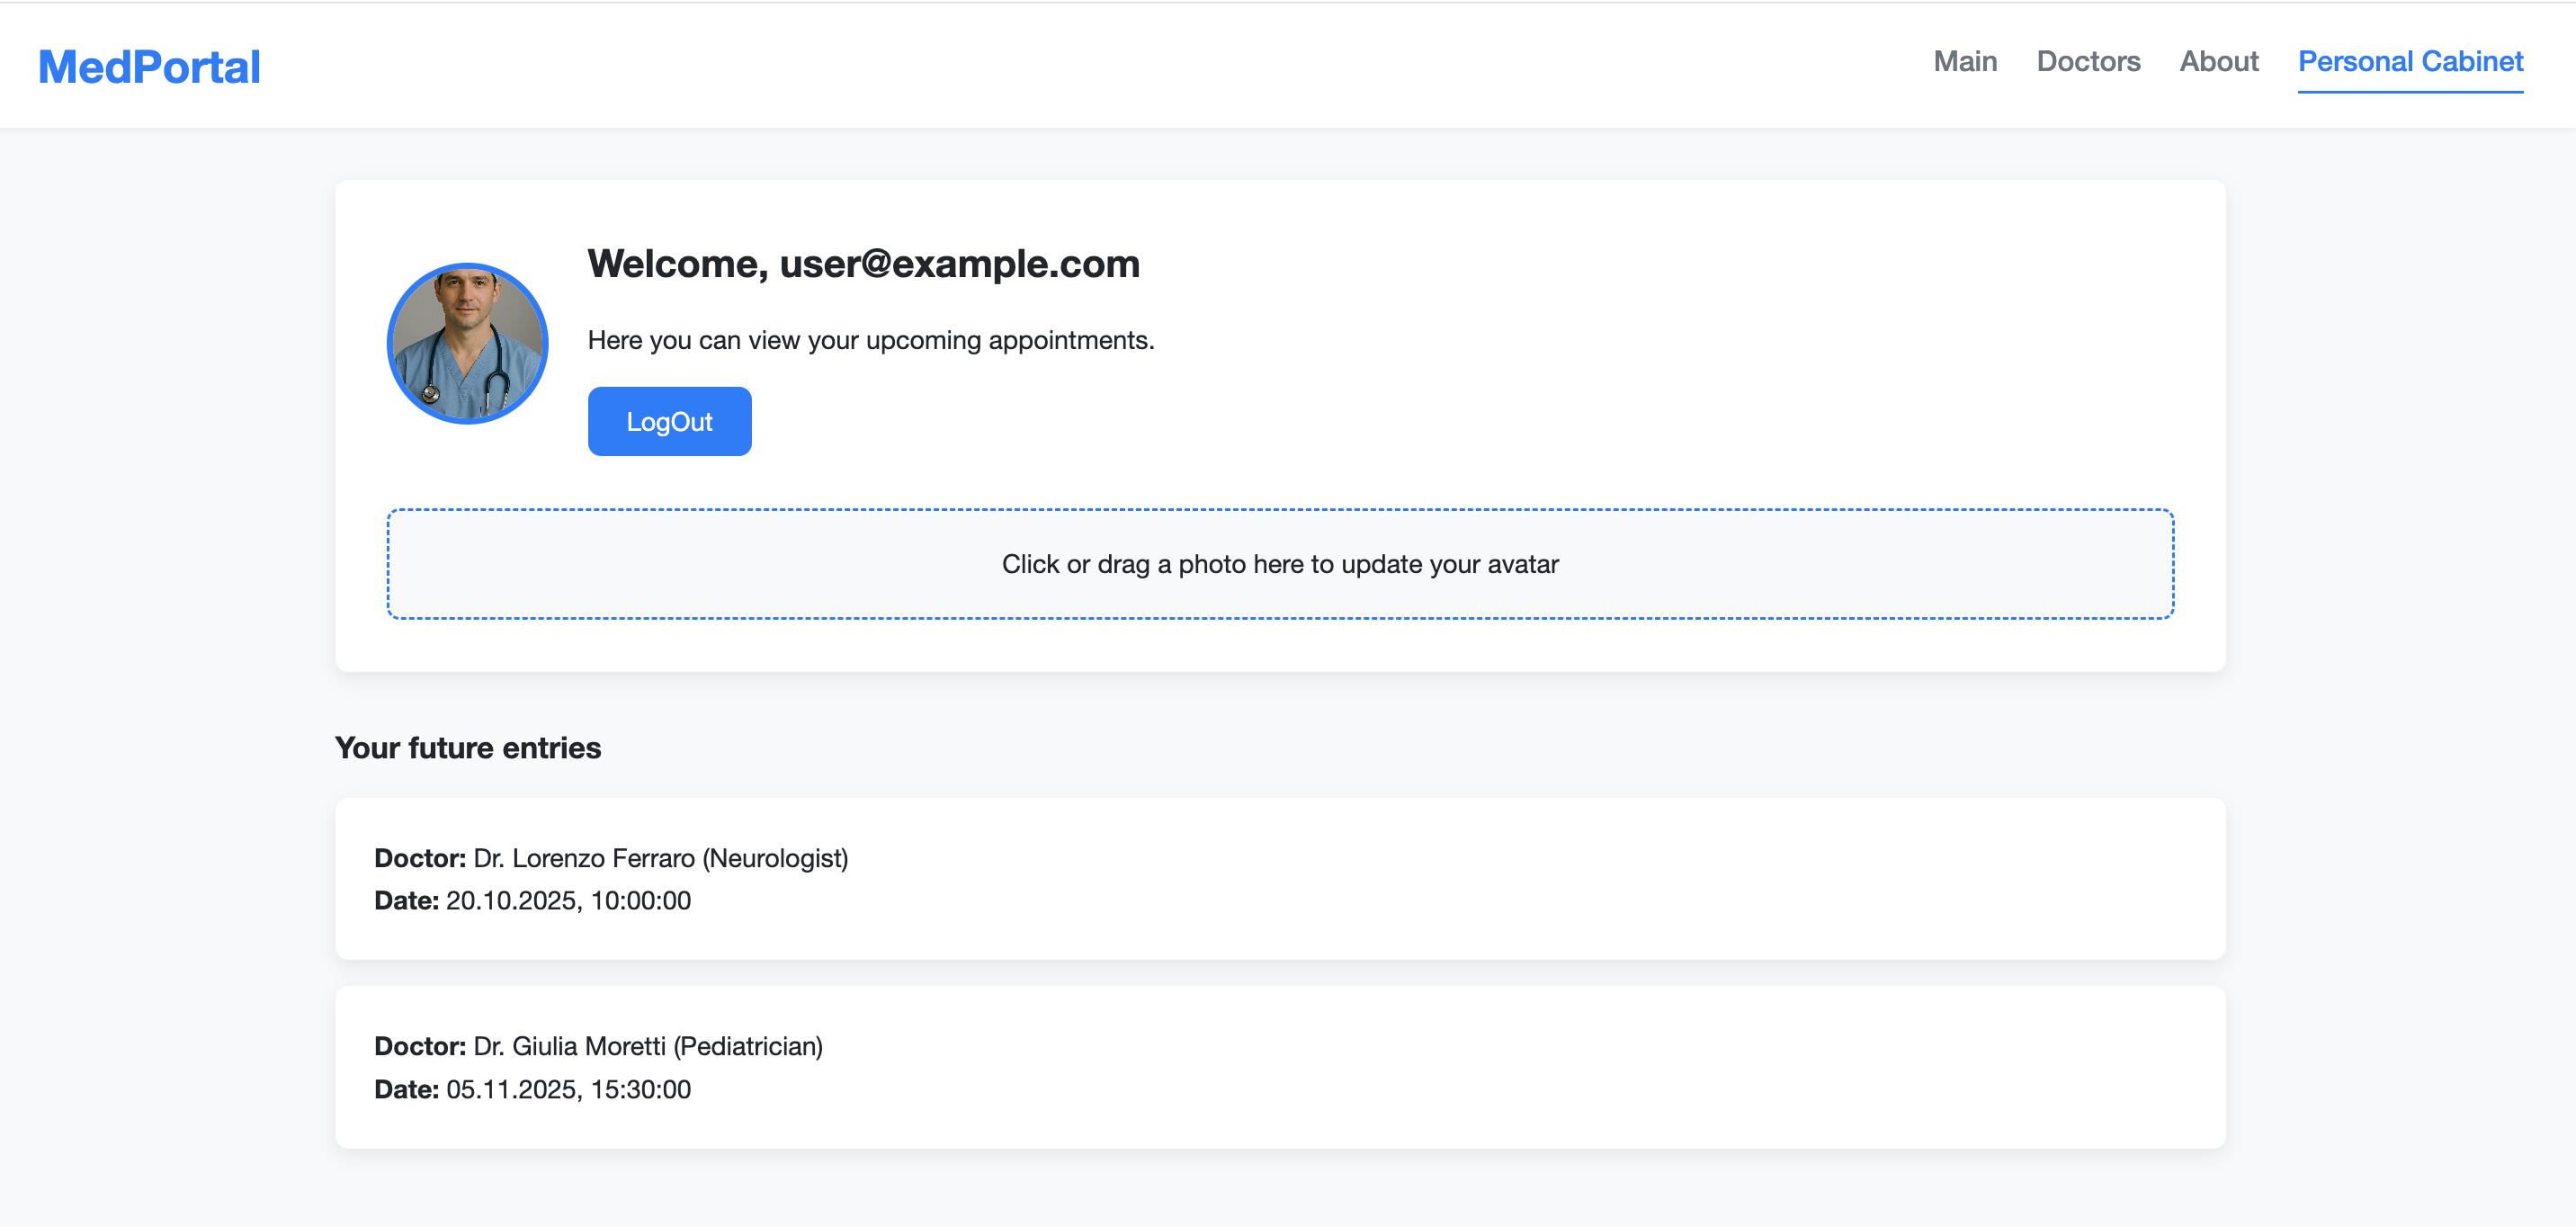 MedPortal
Main
Doctors
About
Personal Cabinet
Welcome, user@example.com
Here you can view your upcoming appointments.
LogOut
Click or drag a photo here to update your avatar
Your future entries
Doctor: Dr. Lorenzo Ferraro (Neurologist)
Date: 20.10.2025, 10:00:00
Doctor: Dr. Giulia Moretti (Pediatrician)
Date: 05.11.2025, 15:30:00